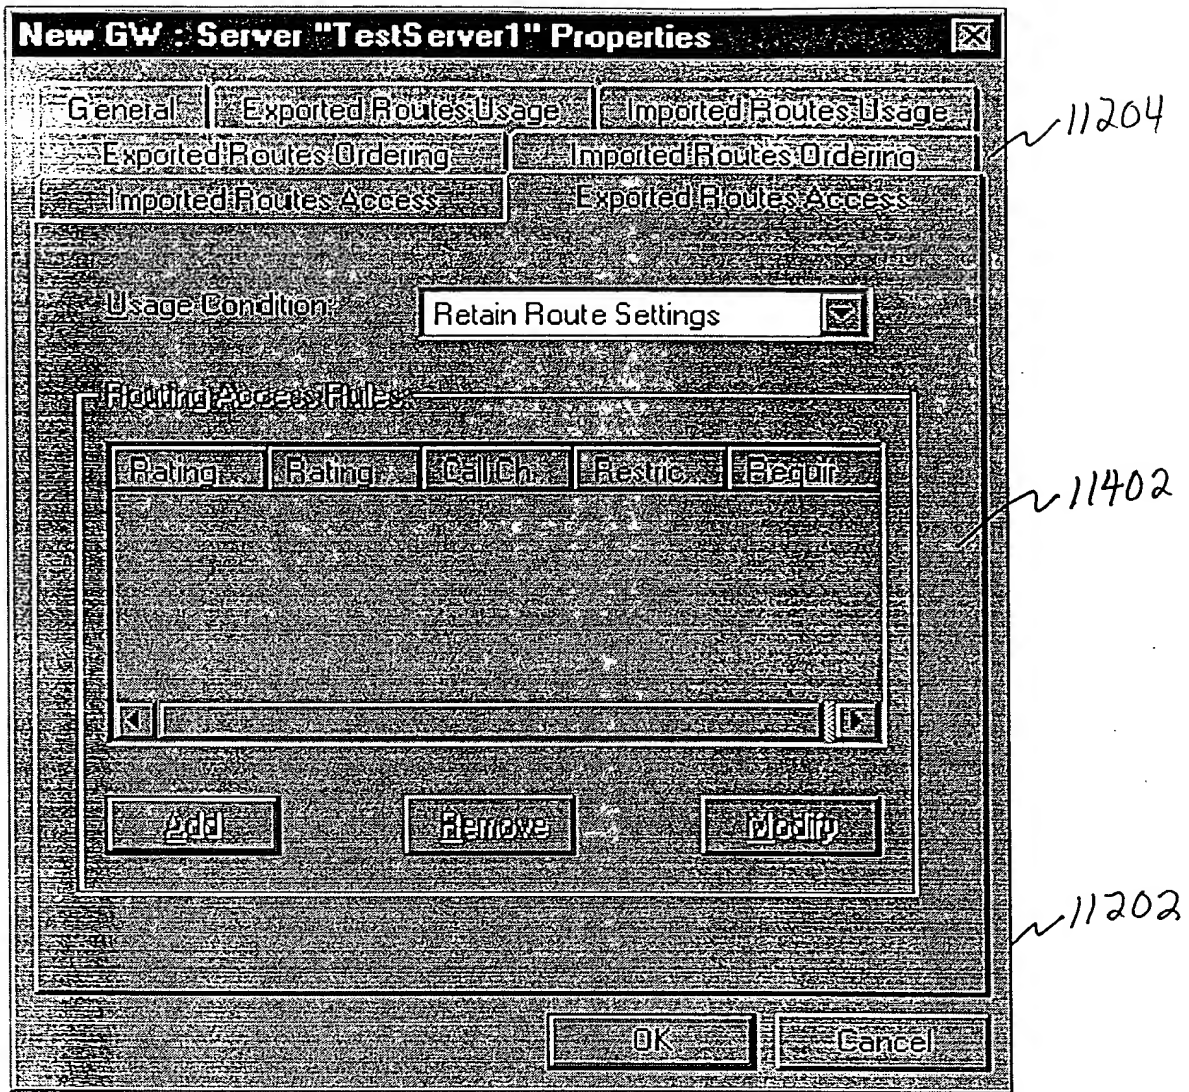 New GW : Server "TestServer1" Properties
General Exported Routes Usage Imported Routes Usage
11204
Exported Routes Ordering Imported Routes Ordering
Imported Routes Access Exported Routes Access
Usage Condition: Retain Route Settings
Routing Access Rules
Rating... Rating... Call Ch... Restric... Requir...
11402
Add Remove Modify
11202
OK Cancel